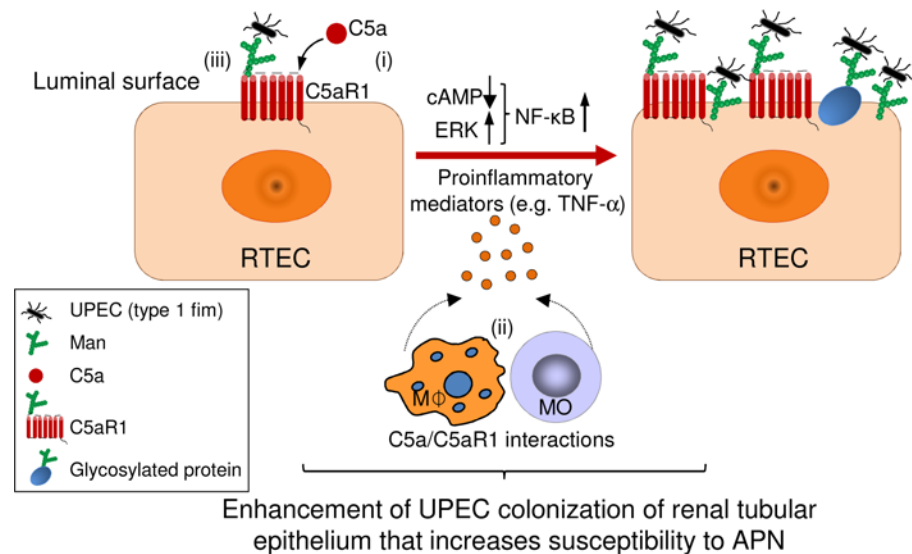 C5a
(iii)
(i)
Luminal surface
C5aR1
cAMP
ERK
NF-κB
Proinflammatory
mediators (e.g. TNF-α)
RTEC
RTEC
(ii)
MΦ
MO
C5a/C5aR1 interactions
UPEC (type 1 fim)
Man
C5a
C5aR1
Glycosylated protein
Enhancement of UPEC colonization of renal tubular
epithelium that increases susceptibility to APN